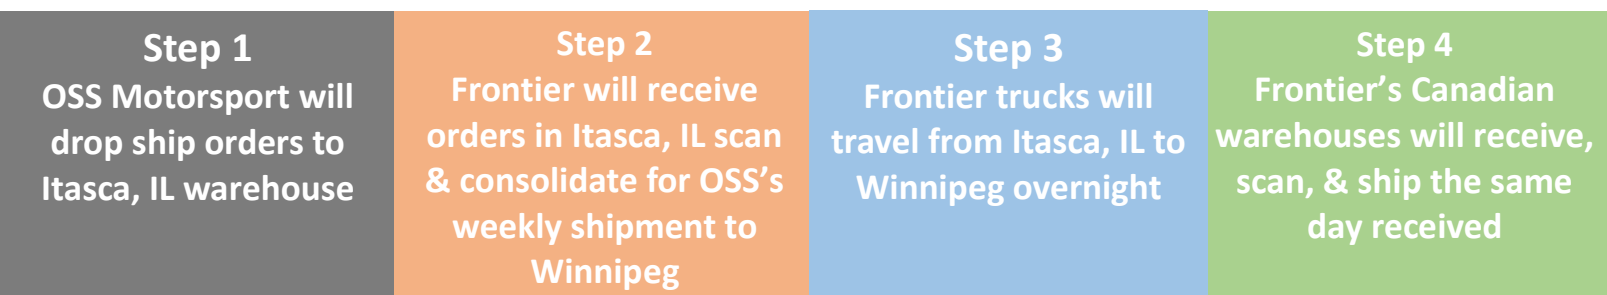 Step 1
OSS Motorsport will
drop ship orders to
Itasca, IL warehouse
Step 2
Frontier will receive
orders in Itasca, IL scan
& consolidate for OSS's
weekly shipment to
Winnipeg
Step 3
Frontier trucks will
travel from Itasca, IL to
Winnipeg overnight
Step 4
Frontier’s Canadian
warehouses will receive,
scan, & ship the same
day received